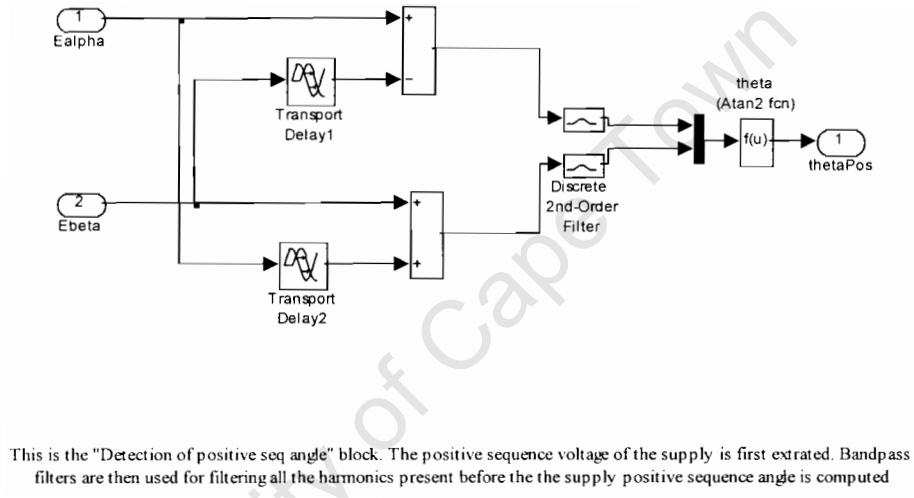 1
Ealpha
+
−
Transport
Delay1
theta
(Atan2 fcn)
f(u)
1
thetaPos
2
Ebeta
+
+
Discrete
2nd-Order
Filter
Transport
Delay2
University of Cape Town
This is the "Detection of positive seq angle" block. The positive sequence voltage of the supply is first extrated. Bandpass
filters are then used for filtering all the harmonics present before the the supply positive sequence angle is computed